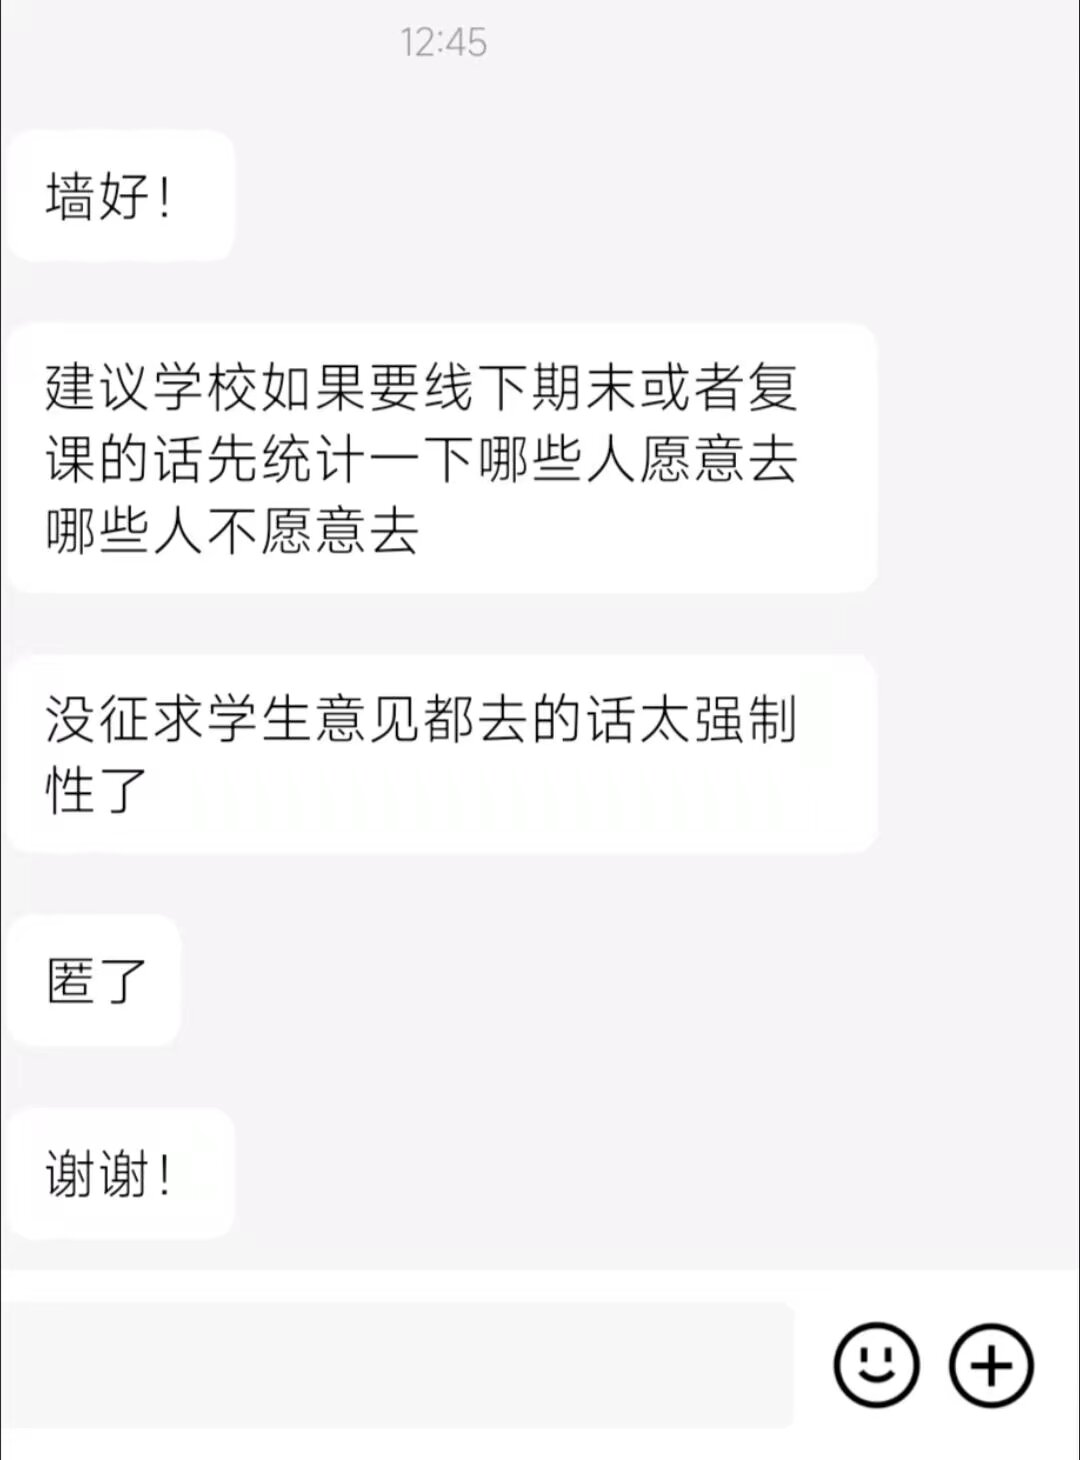 12:45
墙好！
建议学校如果要线下期末或者复
课的话先统计一下哪些人愿意去
哪些人不愿意去
没征求学生意见都去的话太强制
性了
匿了
谢谢！